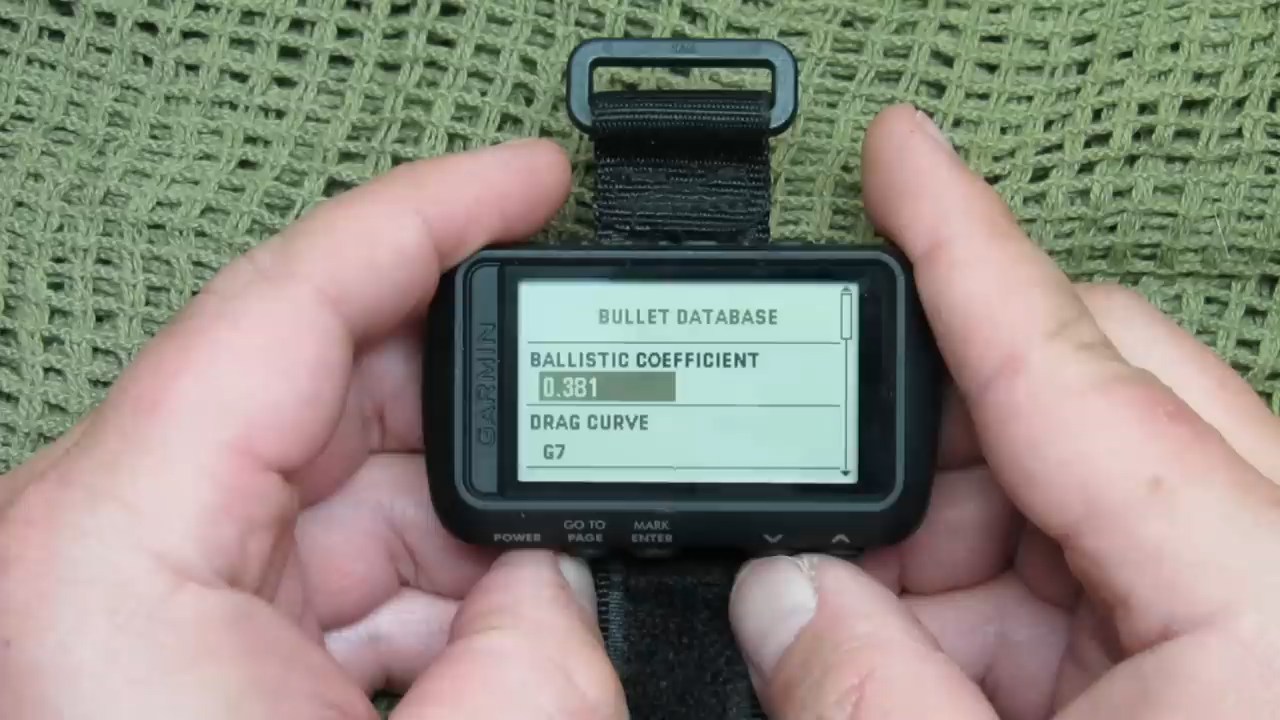 BULLET DATABASE
BALLISTIC COEFFICIENT
0.381
DRAG CURVE
G7
GARMIN
POWER
GO TO
PAGE
MARK
ENTER